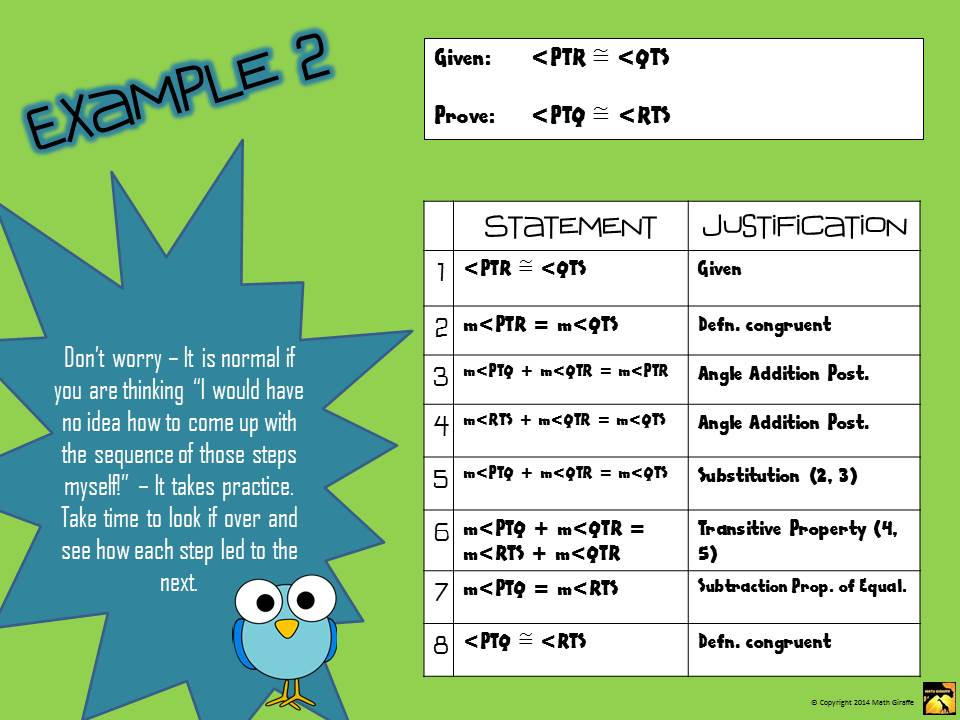 EXAMPLE 2
Given: <PTR ≅ <QTS
Prove: <PTQ ≅ <RTS
Don't worry – It is normal if
you are thinking "I would have
no idea how to come up with
the sequence of those steps
myself!" – It takes practice.
Take time to look if over and
see how each step led to the
next.
STATEMENT JUSTIFICATION
1 <PTR ≅ <QTS Given
2 m<PTR = m<QTS Defn. congruent
3 m<PTQ + m<QTR = m<PTR Angle Addition Post.
4 m<RTS + m<QTR = m<QTS Angle Addition Post.
5 m<PTQ + m<QTR = m<QTS Substitution (2, 3)
6 m<PTQ + m<QTR = Transitive Property (4,
m<RTS + m<QTR 5)
7 m<PTQ = m<RTS Subtraction Prop. of Equal.
8 <PTQ ≅ <RTS Defn. congruent
© Copyright 2014 Math Giraffe
MATH GIRAFFE